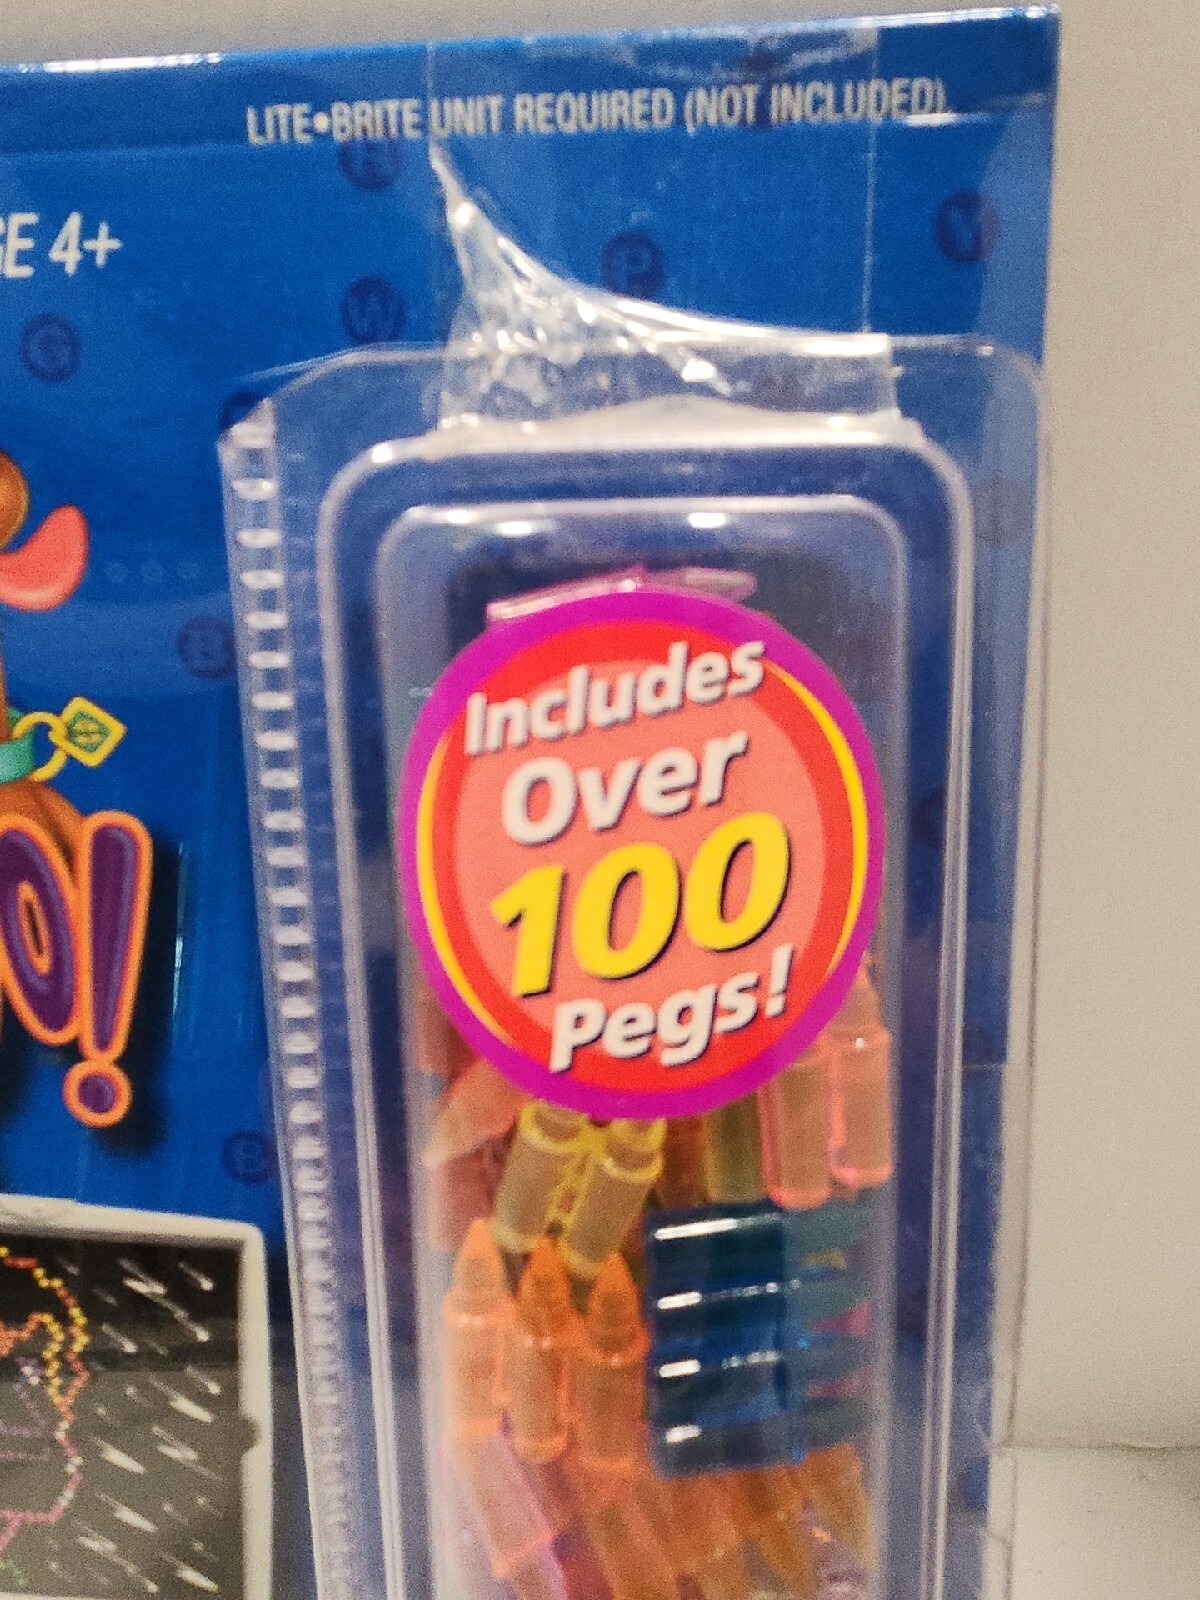 LITE•BRITE UNIT REQUIRED (NOT INCLUDED).
GE 4+
Includes
Over
100
Pegs!
O!